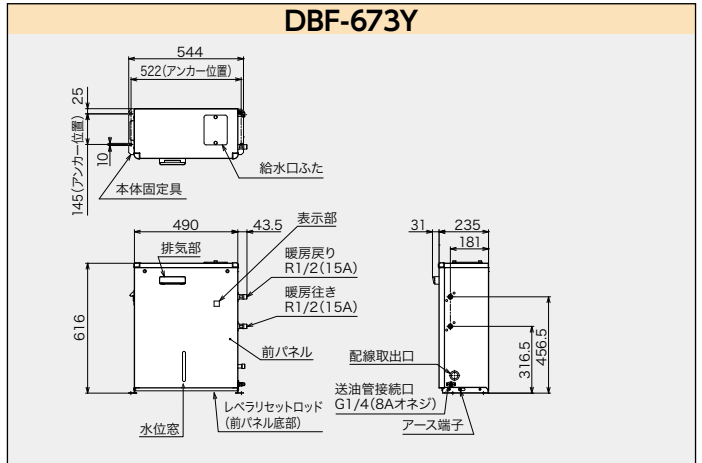 DBF-673Y
544
522(アンカー位置)
25
145(アンカー位置)
10
給水口ふた
本体固定具
490
43.5
表示部
31
235
181
排気部
暖房戻り
R1/2(15A)
暖房往き
R1/2(15A)
616
前パネル
316.5
456.5
配線取出口
送油管接続口
G1/4(8Aオネジ)
アース端子
レベラリセットロッド
(前パネル底部)
水位窓